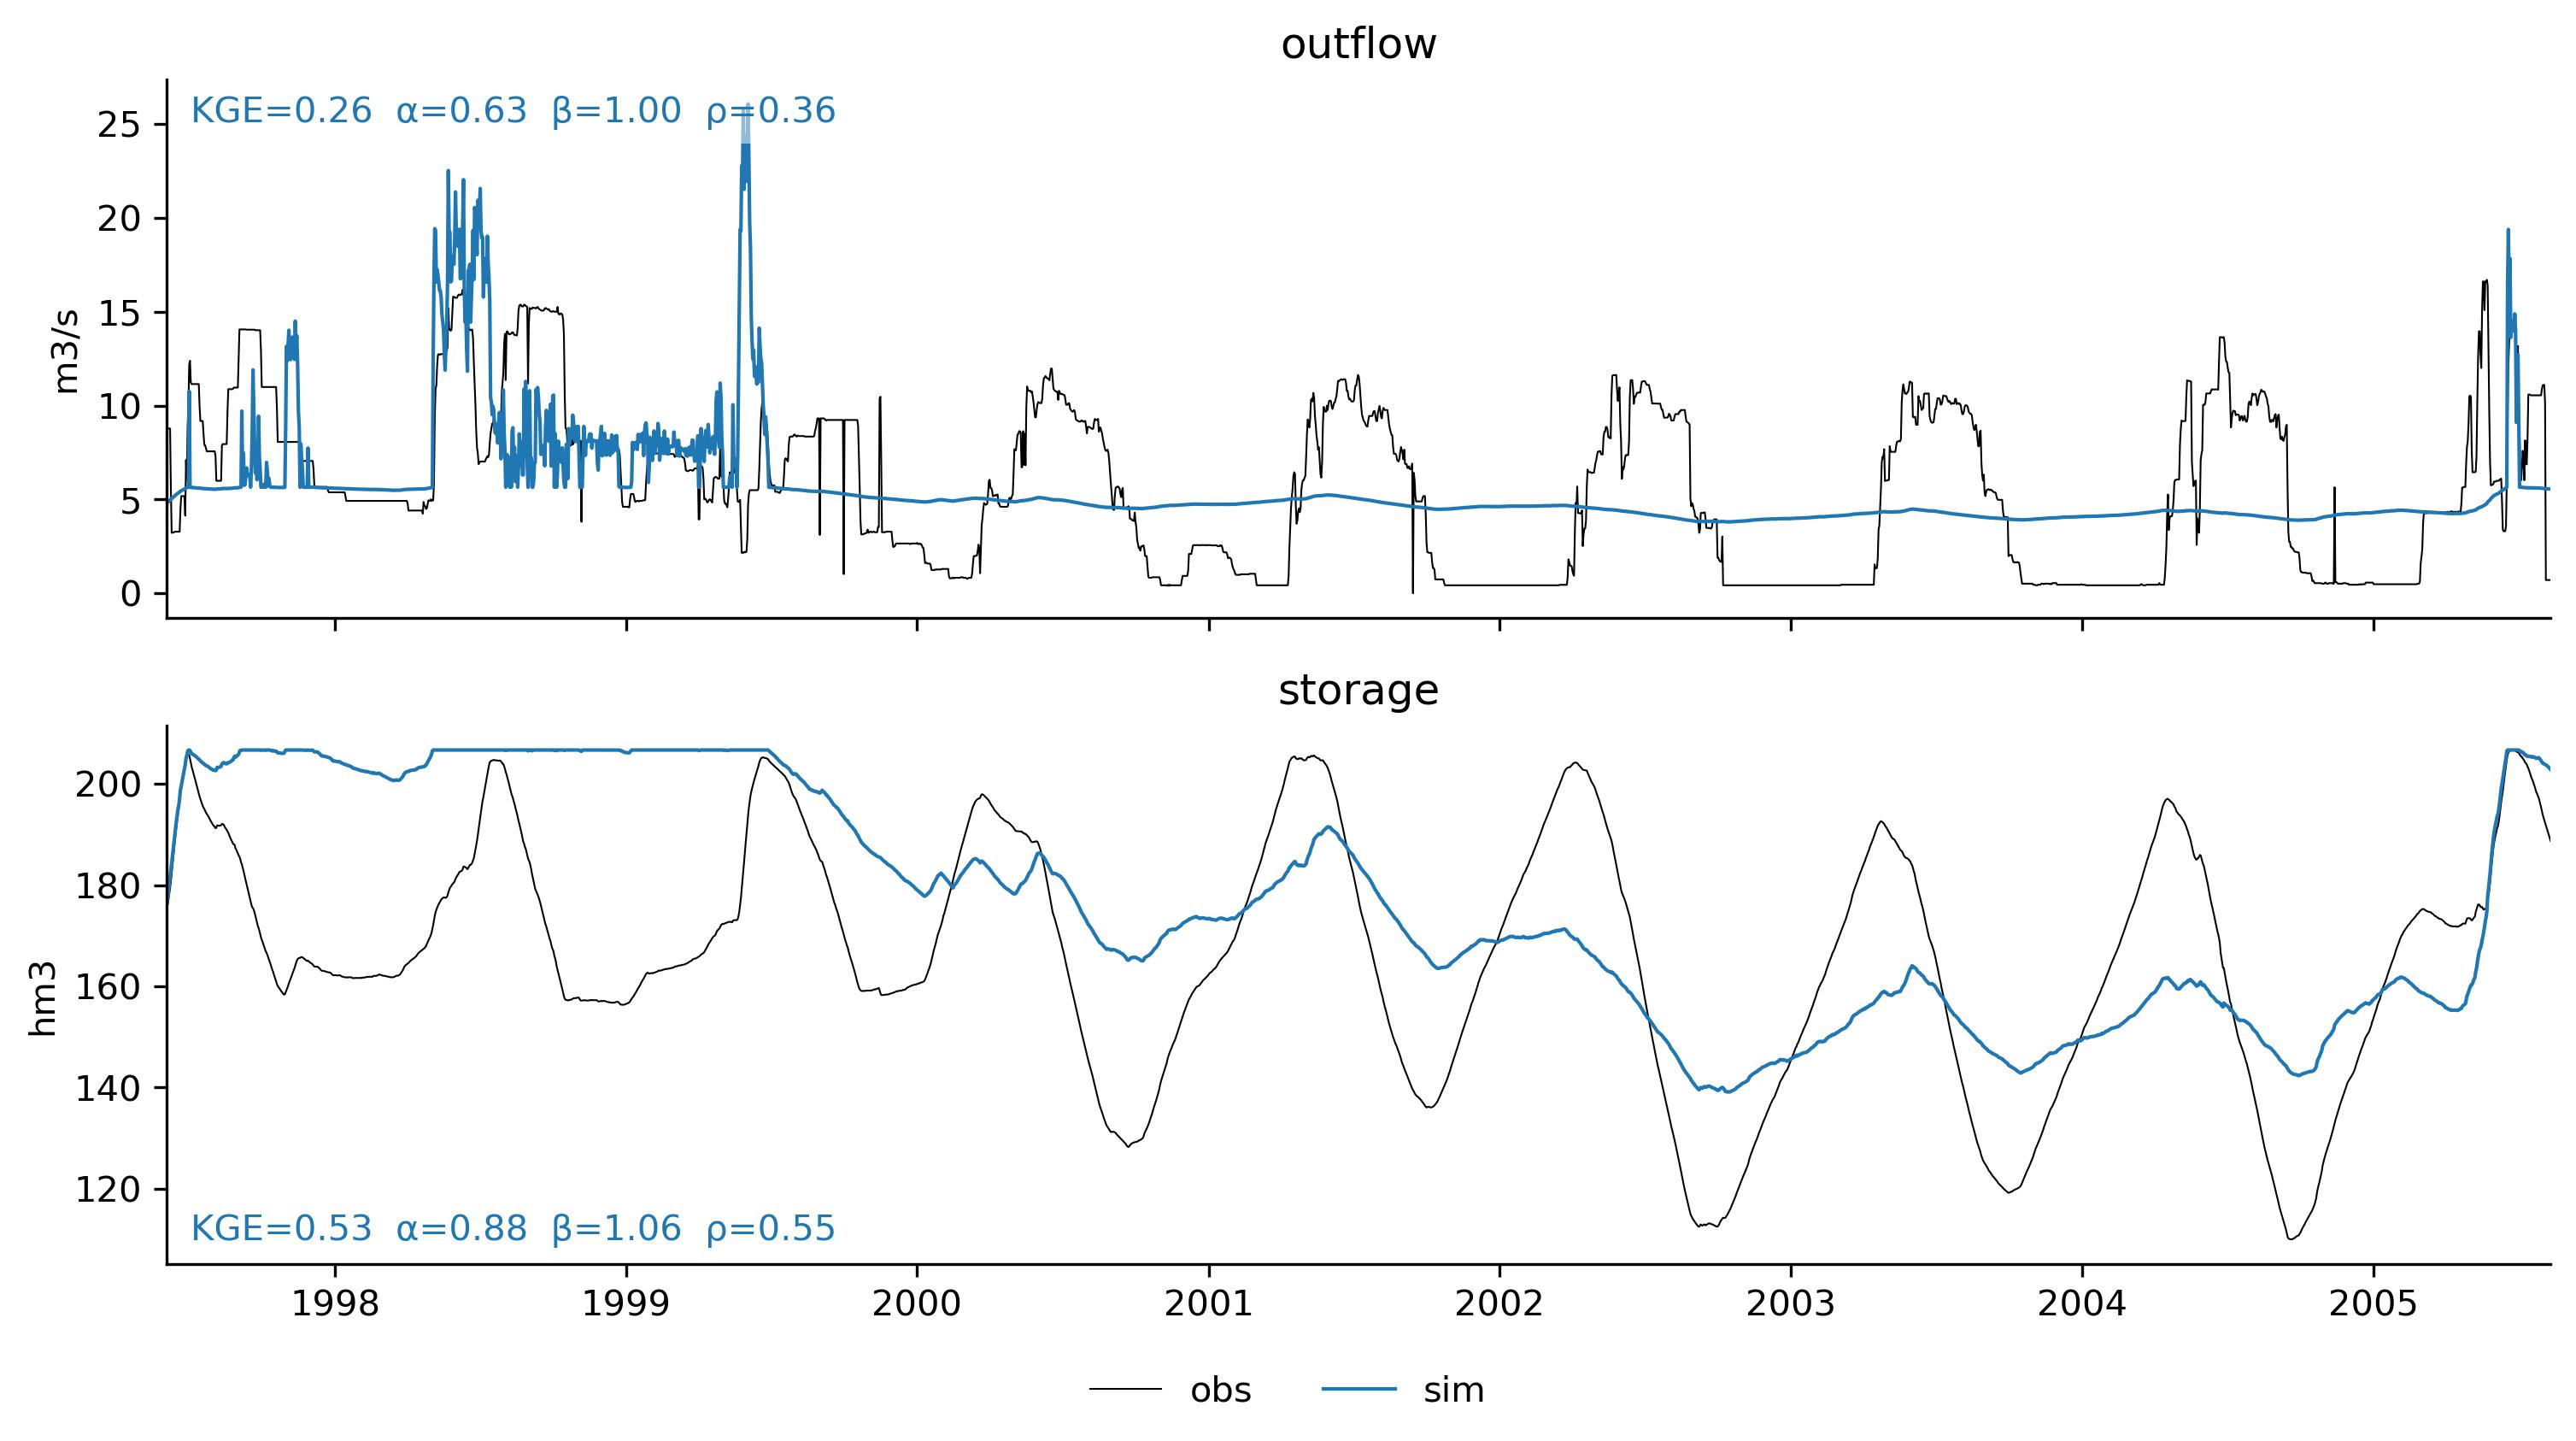 outflow
KGE=0.26 α=0.63 β=1.00 ρ=0.36
m3/s
25
20
15
10
5
0
storage
hm3
200
180
160
140
120
KGE=0.53 α=0.88 β=1.06 ρ=0.55
1998 1999 2000 2001 2002 2003 2004 2005
obs sim